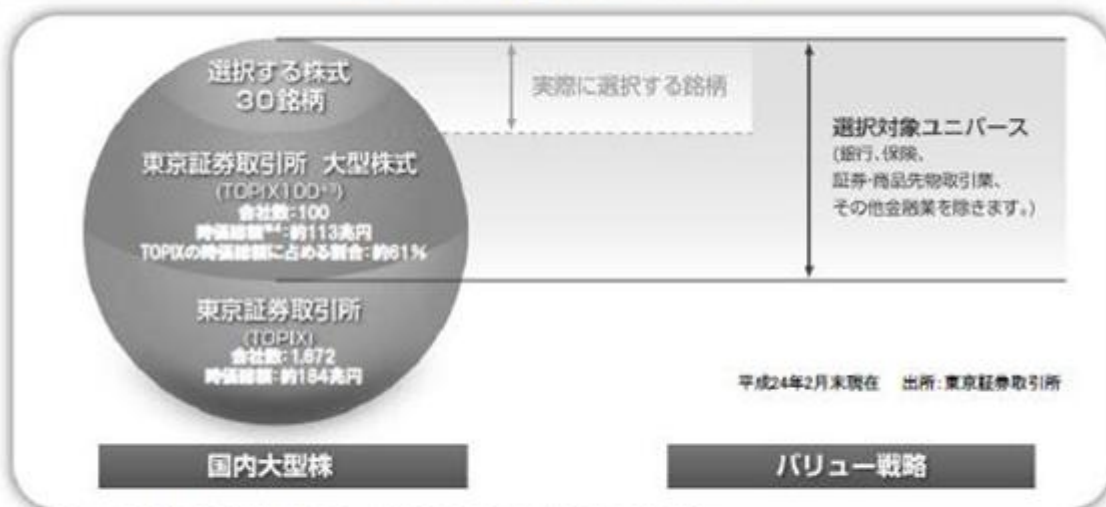 選択する株式
30銘柄
実際に選択する銘柄
選択対象ユニバース
(銀行、保険、
証券・商品先物取引業、
その他金融業を除きます。)
東京証券取引所 大型株式
(TOPIX100)
会社数:100
時価総額:約113兆円
TOPIXの時価総額に占める割合:約61%
東京証券取引所
(TOPIX)
会社数:1,672
時価総額:約184兆円
平成24年2月末現在 出所:東京証券取引所
国内大型株
バリュー戦略